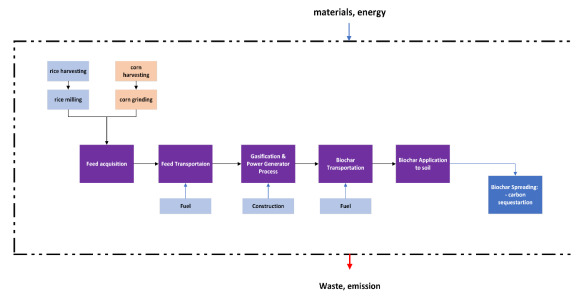 materials, energy
rice harvesting
corn
harvesting
rice milling
corn grinding
Feed acquisition
Feed Transportaion
Gasification &
Power Generator
Process
Biochar
Transportation
Biochar Application
to soil
Fuel
Construction
Fuel
Biochar Spreading:
- carbon
sequestartion
Waste, emission